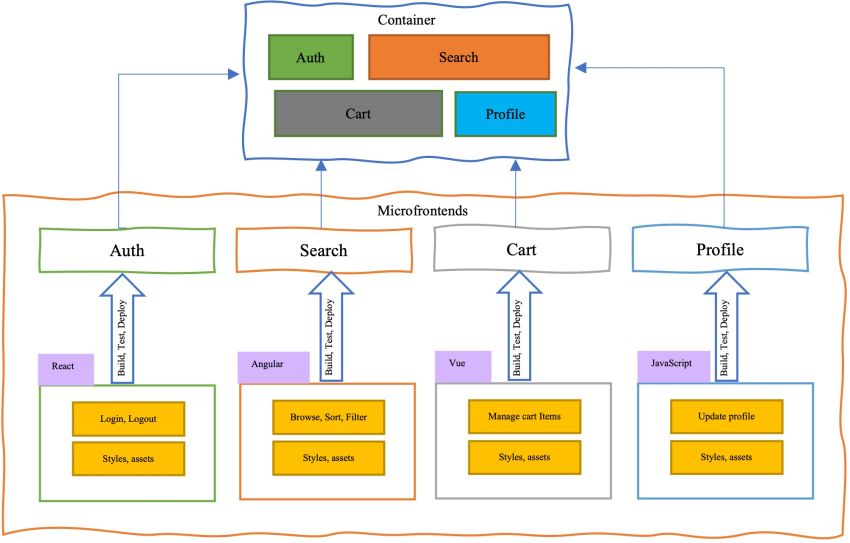 Container
Auth
Search
Cart
Profile
Microfrontends
Auth
Search
Cart
Profile
Build, Test, Deploy
Build, Test, Deploy
Build, Test, Deploy
Build, Test, Deploy
React
Angular
Vue
JavaScript
Login, Logout
Browse, Sort, Filter
Manage cart Items
Update profile
Styles, assets
Styles, assets
Styles, assets
Styles, assets